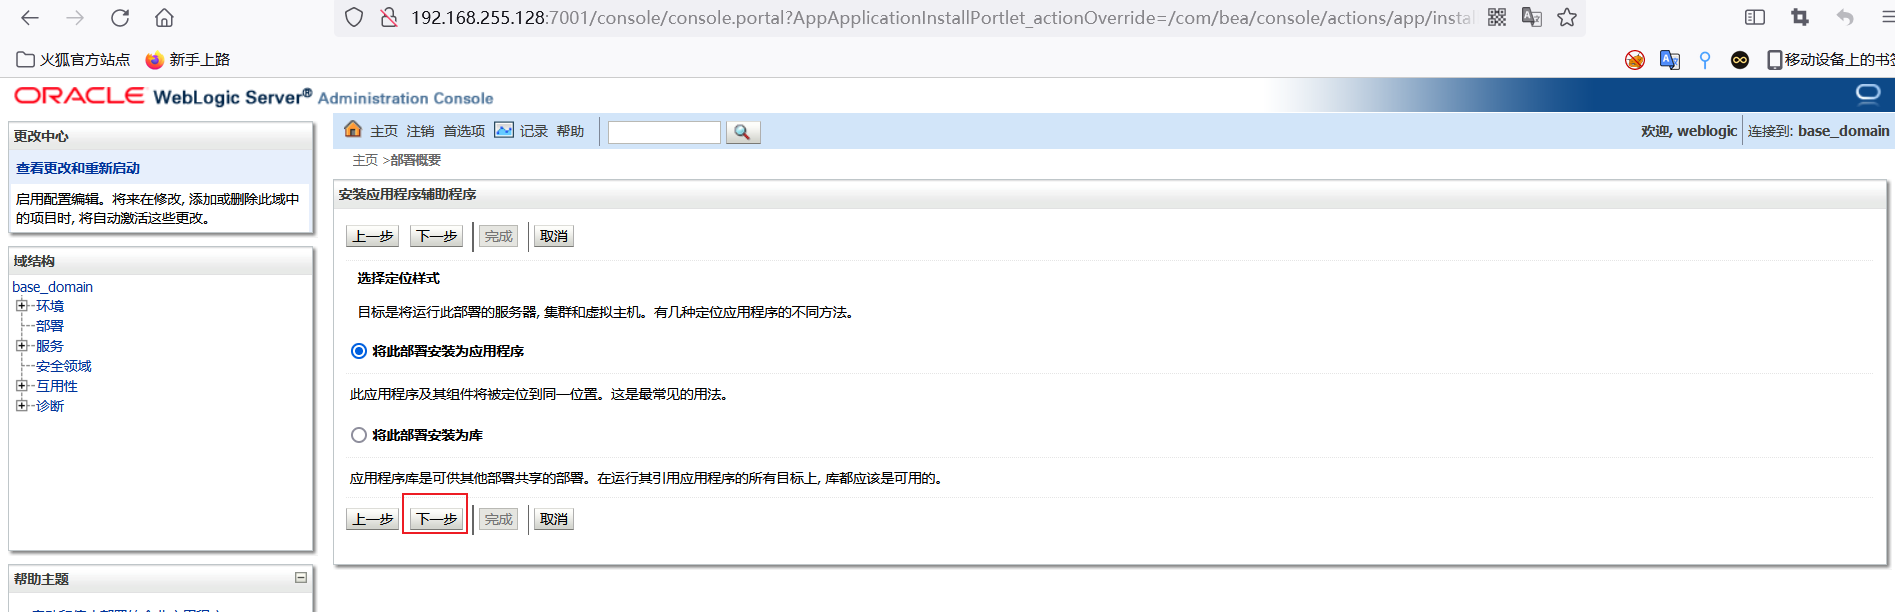 192.168.255.128:7001/console/console.portal?AppApplicationInstallPortlet_actionOverride=/com/bea/console/actions/app/instal
火狐官方站点 新手上路 移动设备上的书签
ORACLE WebLogic Server® Administration Console
更改中心
查看更改和重新启动
启用配置编辑。将来在修改, 添加或删除此域中
的项目时, 将自动激活这些更改。
域结构
base_domain
环境
部署
服务
安全领域
互用性
诊断
帮助主题
主页 注销 首选项 记录 帮助
欢迎, weblogic 连接到: base_domain
主页 >部署概要
安装应用程序辅助程序
上一步 下一步 完成 取消
选择定位样式
目标是将运行此部署的服务器, 集群和虚拟主机。有几种定位应用程序的不同方法。
将此部署安装为应用程序
此应用程序及其组件将被定位到同一位置。这是最常见的用法。
将此部署安装为库
应用程序库是可供其他部署共享的部署。在运行其引用应用程序的所有目标上, 库都应该是可用的。
上一步 下一步 完成 取消